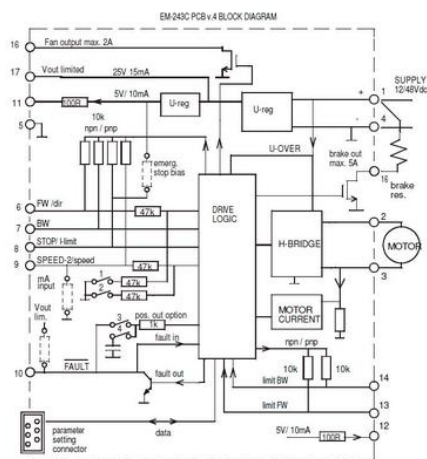 EM-243C PCB v.4 BLOCK DIAGRAM
16 Fan output max. 2A
17 Vout limited 25V 15mA
11 5V/ 10mA
100R
U-reg
U-reg
+ 1 SUPPLY
12/48Vdc
- 4
5
10k
npn / pnp
emerg.
stop bias
U-OVER
brake out
max. 5A
16
brake
res.
6 FW /dir
47k
7 BW
8 STOP/ I-limit
9 SPEED-2/speed
47k
DRIVE
LOGIC
H-BRIDGE
2
MOTOR
3
mA
input
1
47k
2
47k
Vout
lim.
pos. out option
3
4
1k
fault in
MOTOR
CURRENT
npn / pnp
10k
10k
10 FAULT
fault out
limit BW 14
limit FW 13
12
5V/ 10mA 100R
parameter
setting
connector
data